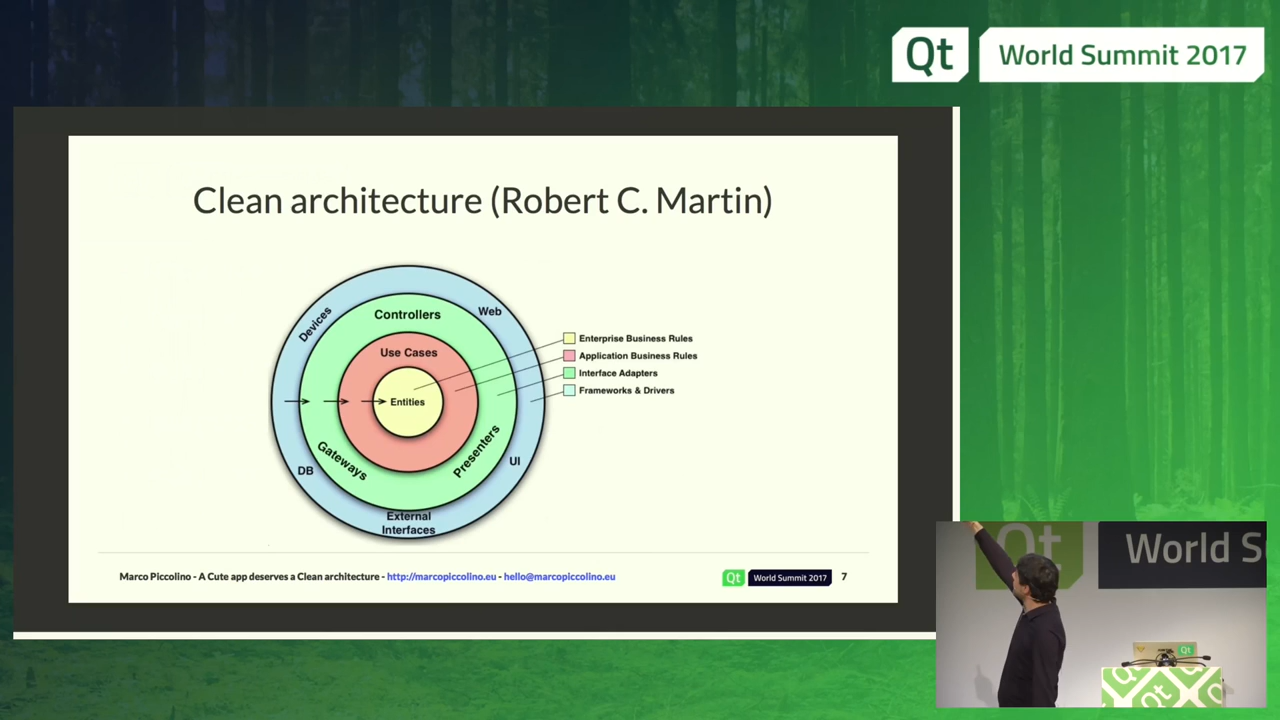 Qt World Summit 2017
Clean architecture (Robert C. Martin)
Devices
Web
Controllers
Use Cases
Entities
Gateways
Presenters
DB
UI
External
Interfaces
Enterprise Business Rules
Application Business Rules
Interface Adapters
Frameworks & Drivers
Marco Piccolino - A Cute app deserves a Clean architecture - http://marcopiccolino.eu - hello@marcopiccolino.eu
Qt World Summit 2017 7
Qt World S
Qt
Qt